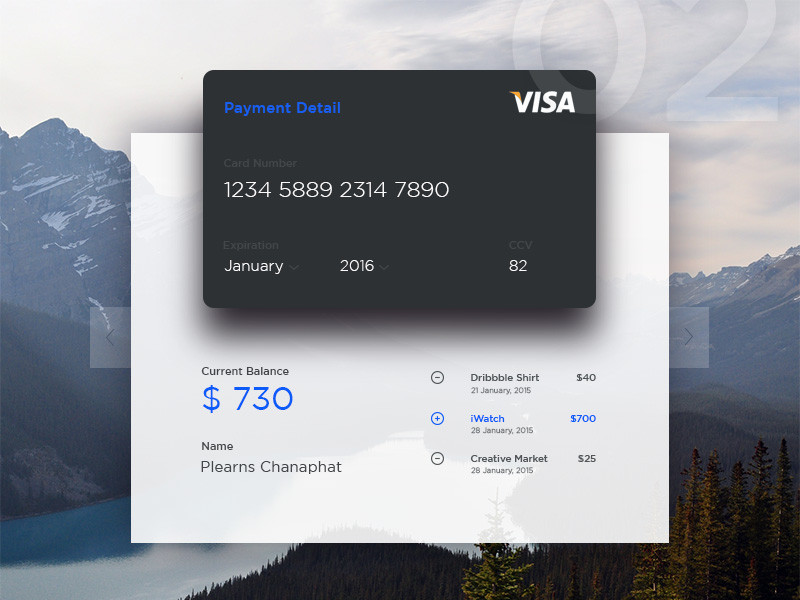 02
Payment Detail
VISA
Card Number
1234 5889 2314 7890
Expiration
CCV
January
2016
82
Current Balance
$ 730
Name
Plearns Chanaphat
Dribbble Shirt $40
21 January, 2015
iWatch $700
28 January, 2015
Creative Market $25
28 January, 2015